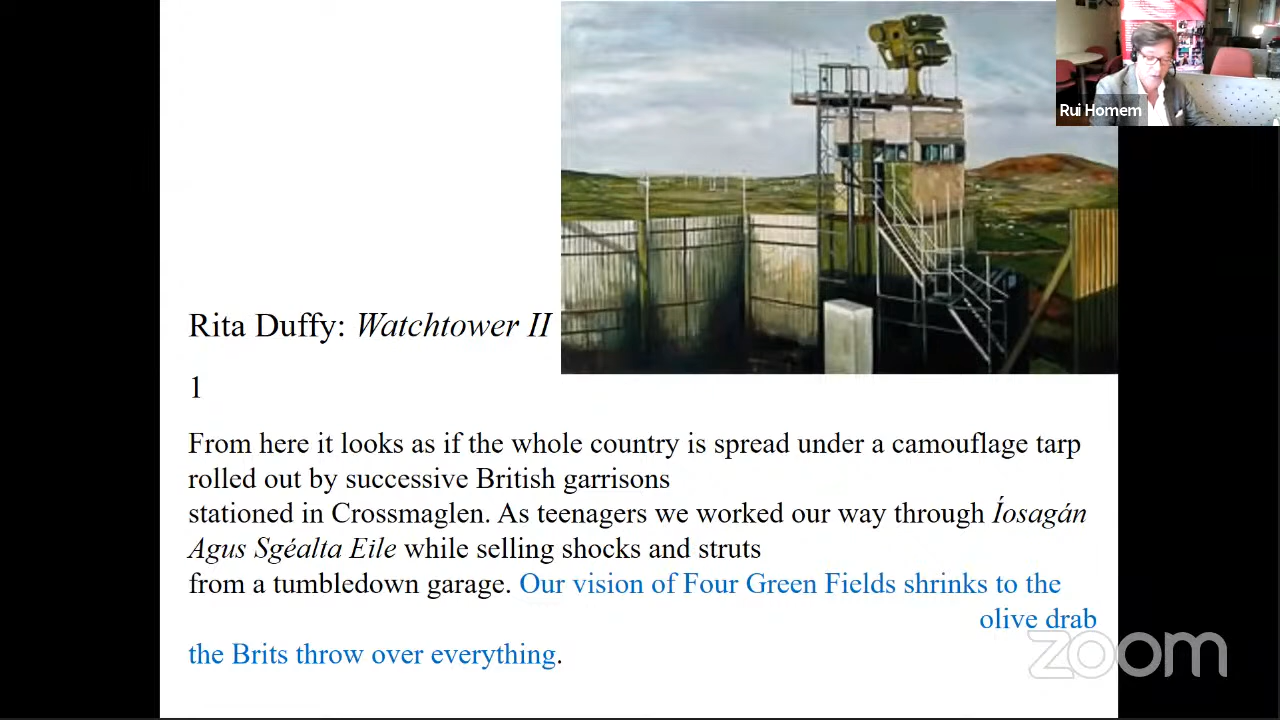 Rui Homem
Rita Duffy: Watchtower II
1
From here it looks as if the whole country is spread under a camouflage tarp
rolled out by successive British garrisons
stationed in Crossmaglen. As teenagers we worked our way through Íosagán
Agus Sgéalta Eile while selling shocks and struts
from a tumbledown garage. Our vision of Four Green Fields shrinks to the
olive drab
the Brits throw over everything.
zoom